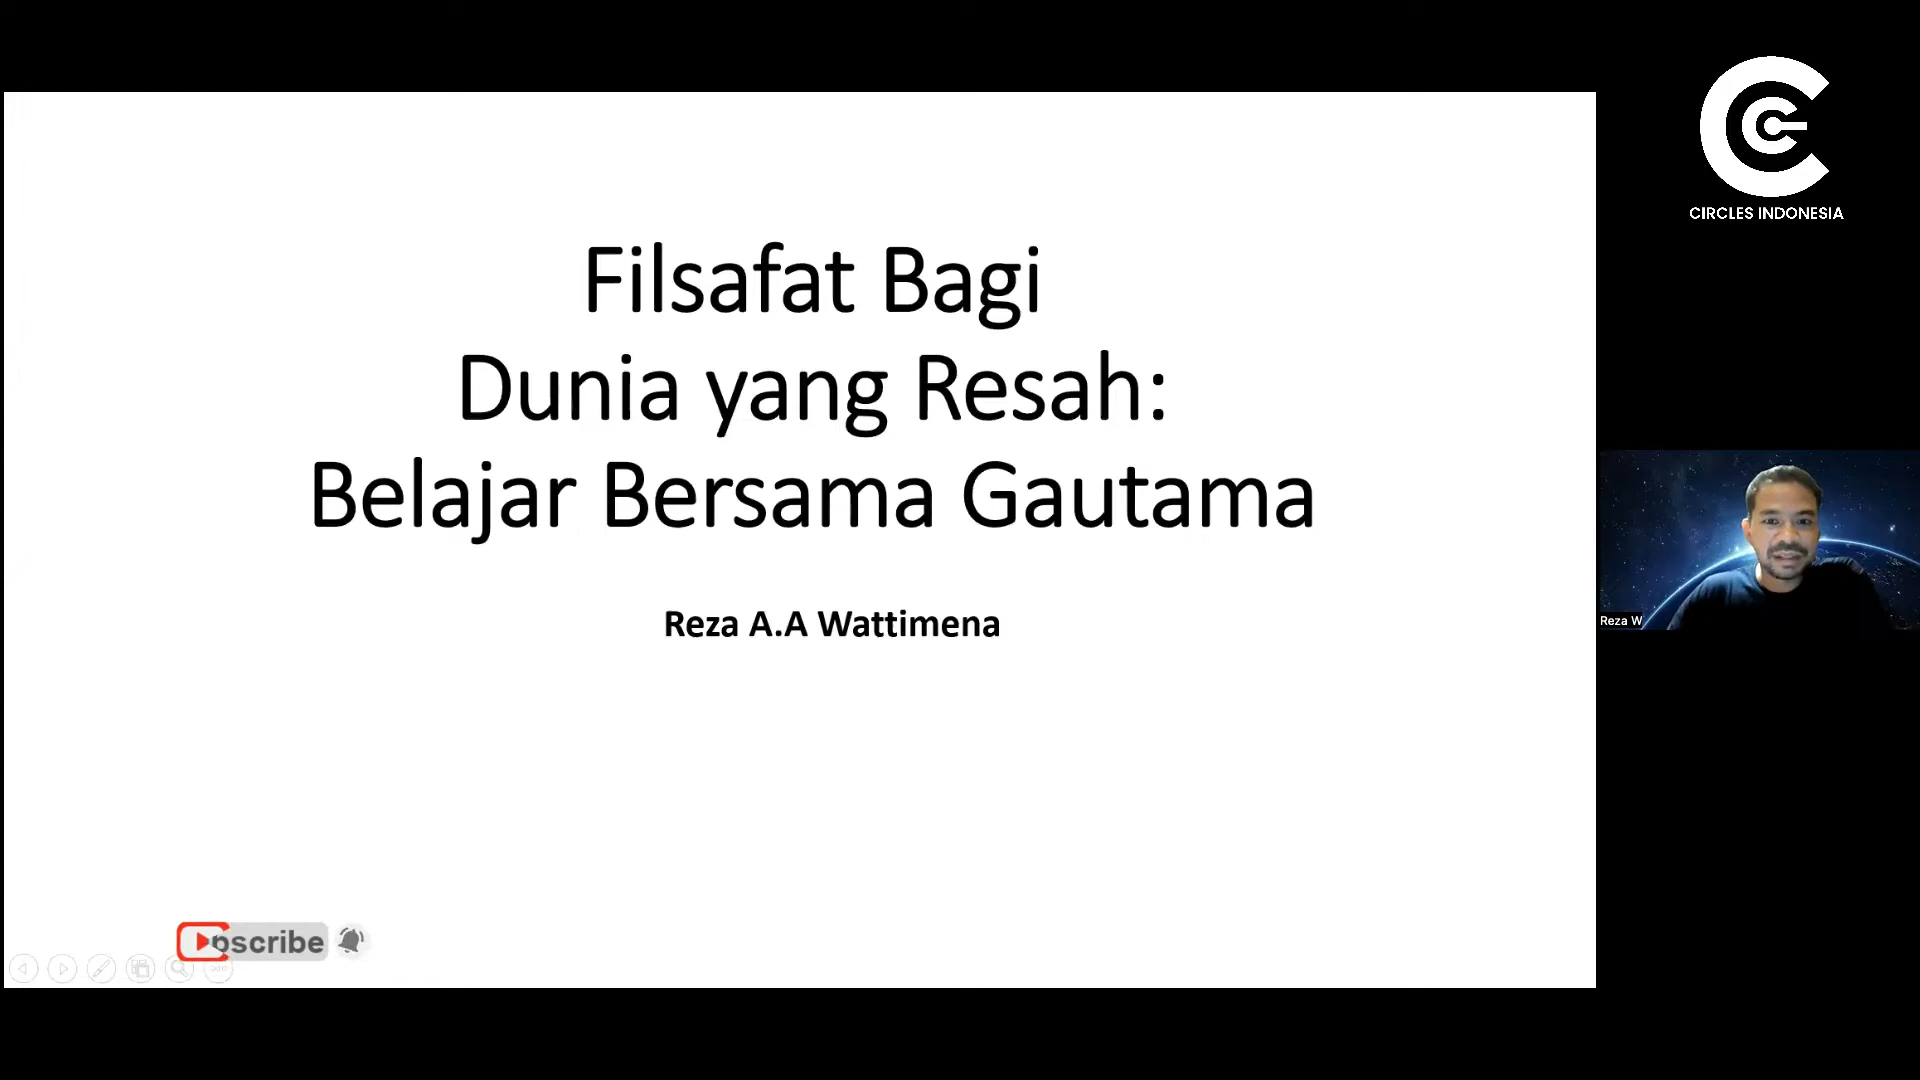 Filsafat Bagi
Dunia yang Resah:
Belajar Bersama Gautama
Reza A.A Wattimena
CIRCLES INDONESIA
Reza W